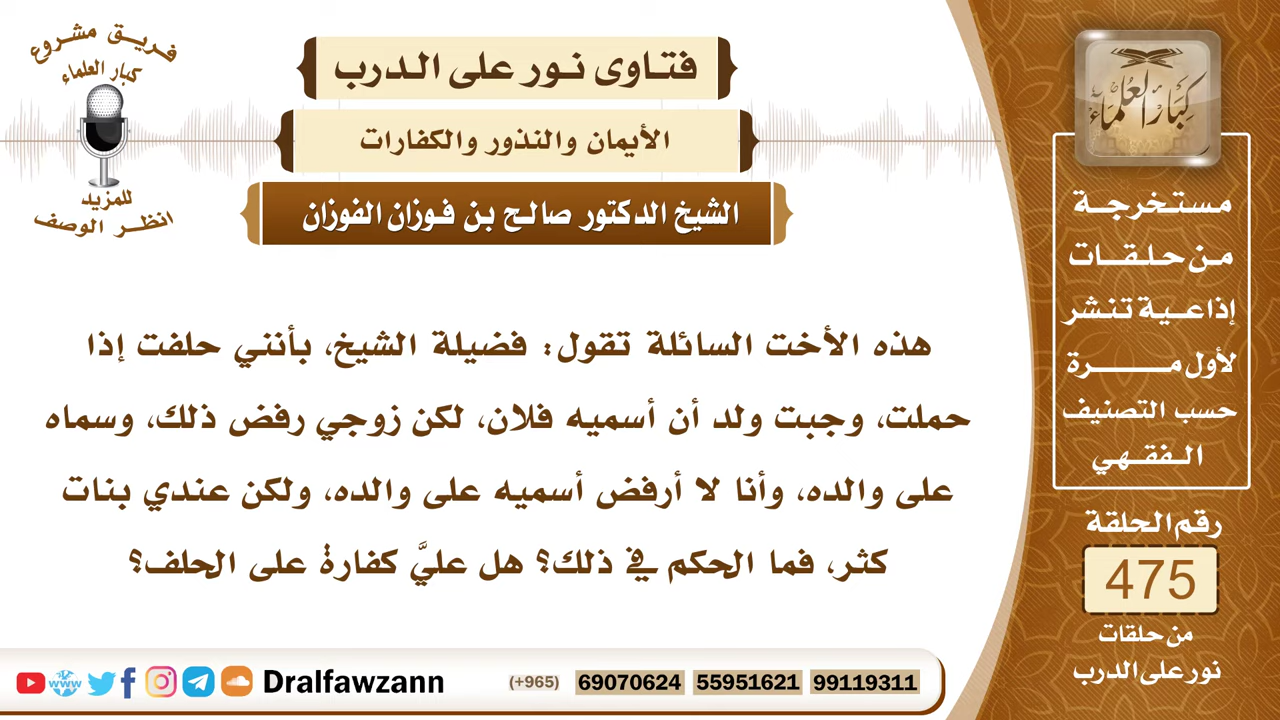 فريق مشروع
كبار العلماء
للمزيد
انظر الوصف
فتاوى نور على الدرب
الأيمان والنذور والكفارات
الشيخ الدكتور صالح بن فوزان الفوزان
هذه الأخت السائلة تقول: فضيلة الشيخ، بأنني حلفت إذا
حملت، وجبت ولد أن أسميه فلان، لكن زوجي رفض ذلك، وسماه
على والده، وأنا لا أرفض أسميه على والده، ولكن عندي بنات
كثر، فما الحكم في ذلك؟ هل عليَّ كفارةٌ على الحلف؟
كبار العلماء
مستخرجة
من حلقات
إذاعية تنشر
لأول مرة
حسب التصنيف
الفقهي
رقم الحلقة
475
من حلقات
نور على الدرب
www Dralfawzann (+965) 69070624 55951621 99119311